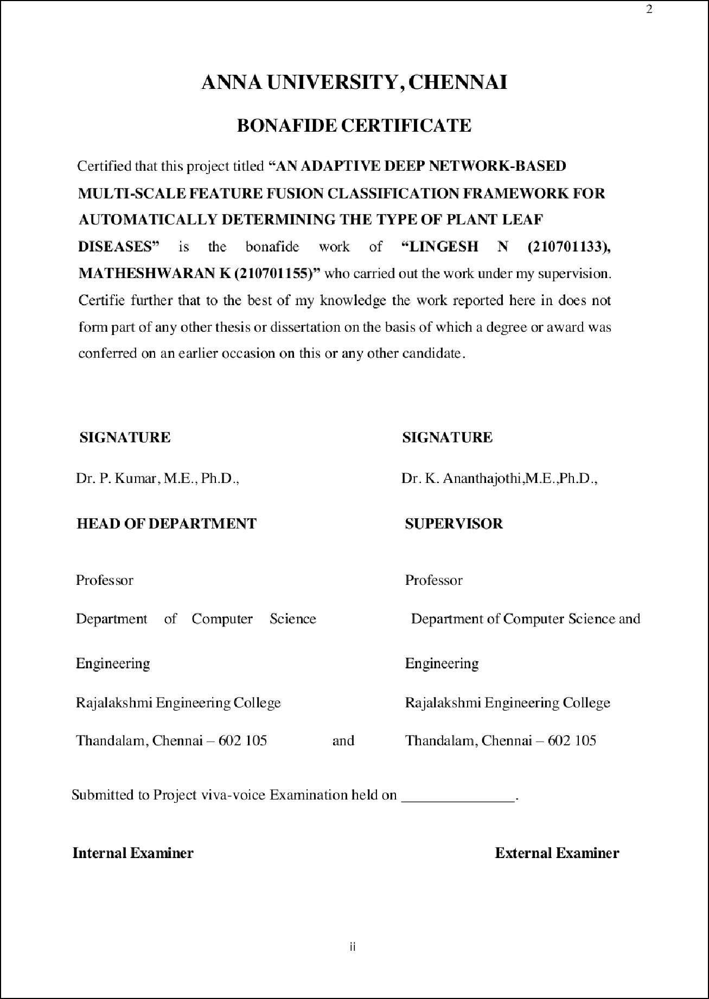 2
ANNA UNIVERSITY, CHENNAI
BONAFIDE CERTIFICATE
Certified that this project titled “AN ADAPTIVE DEEP NETWORK-BASED
MULTI-SCALE FEATURE FUSION CLASSIFICATION FRAMEWORK FOR
AUTOMATICALLY DETERMINING THE TYPE OF PLANT LEAF
DISEASES” is the bonafide work of “LINGESH N (210701133),
MATHESHWARAN K (210701155)” who carried out the work under my supervision.
Certifie further that to the best of my knowledge the work reported here in does not
form part of any other thesis or dissertation on the basis of which a degree or award was
conferred on an earlier occasion on this or any other candidate.
SIGNATURE SIGNATURE
Dr. P. Kumar, M.E., Ph.D., Dr. K. Ananthajothi,M.E.,Ph.D.,
HEAD OF DEPARTMENT SUPERVISOR
Professor Professor
Department of Computer Science Department of Computer Science and
Engineering Engineering
Rajalakshmi Engineering College Rajalakshmi Engineering College
Thandalam, Chennai – 602 105 and Thandalam, Chennai – 602 105
Submitted to Project viva-voice Examination held on _______________.
Internal Examiner External Examiner
ii